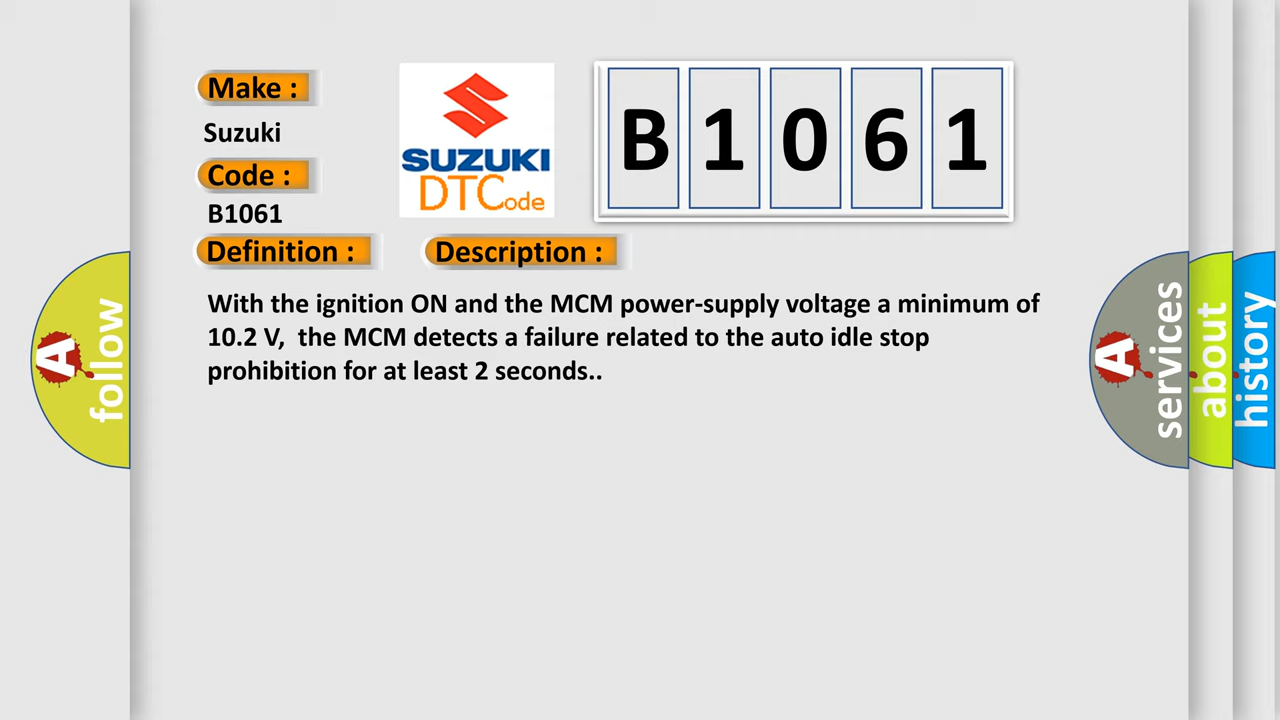 Make :
Suzuki
Code :
B1061
SUZUKI
DTCode
B 1 0 6 1
Definition :
Description :
With the ignition ON and the MCM power-supply voltage a minimum of
10.2 V,  the MCM detects a failure related to the auto idle stop
prohibition for at least 2 seconds..
A
follow
A
services
about
history